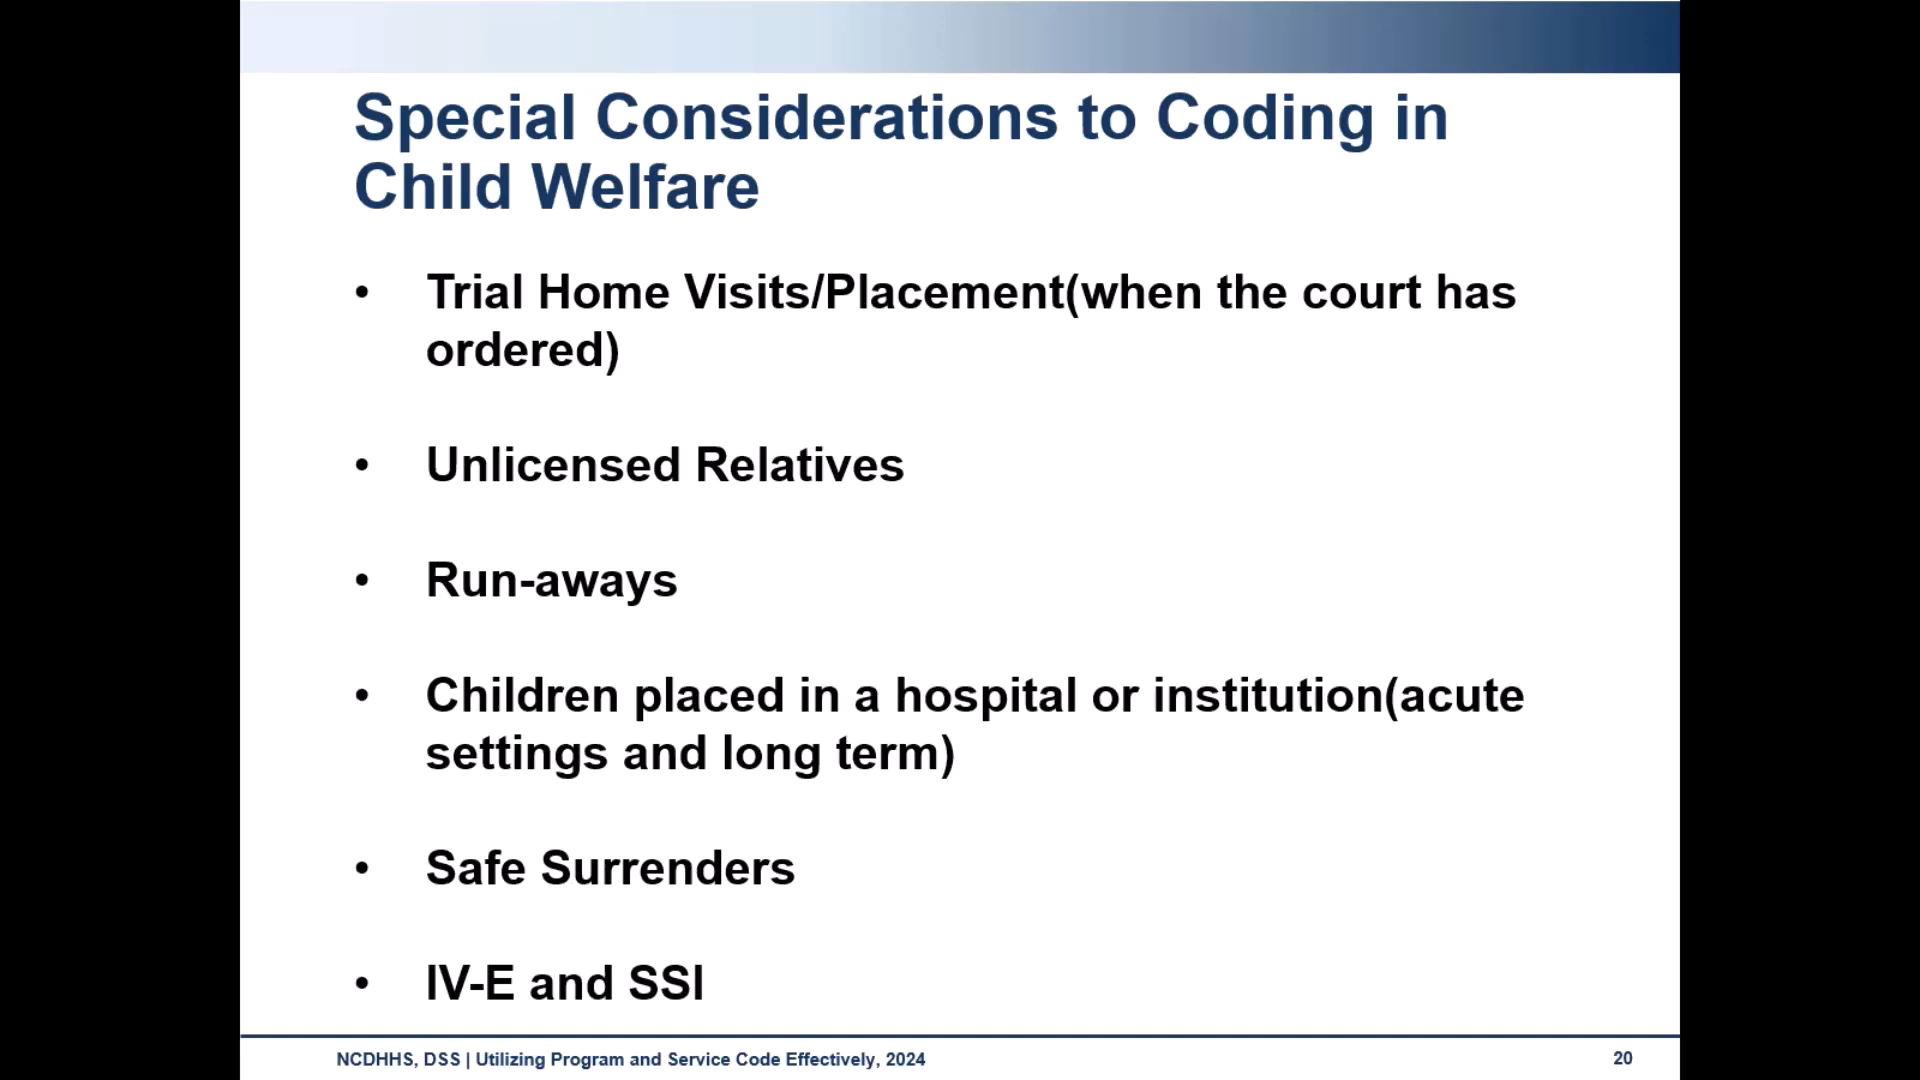 Special Considerations to Coding in
Child Welfare
• Trial Home Visits/Placement(when the court has
ordered)
• Unlicensed Relatives
• Run-aways
• Children placed in a hospital or institution(acute
settings and long term)
• Safe Surrenders
• IV-E and SSI
NCDHHS, DSS | Utilizing Program and Service Code Effectively, 2024
20